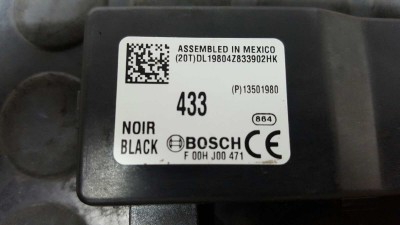 ASSEMBLED IN MEXICO
(20T)DL19804Z833902HK
(P)13501980
433
864
NOIR
BLACK BOSCH CE
F 00H J00 471